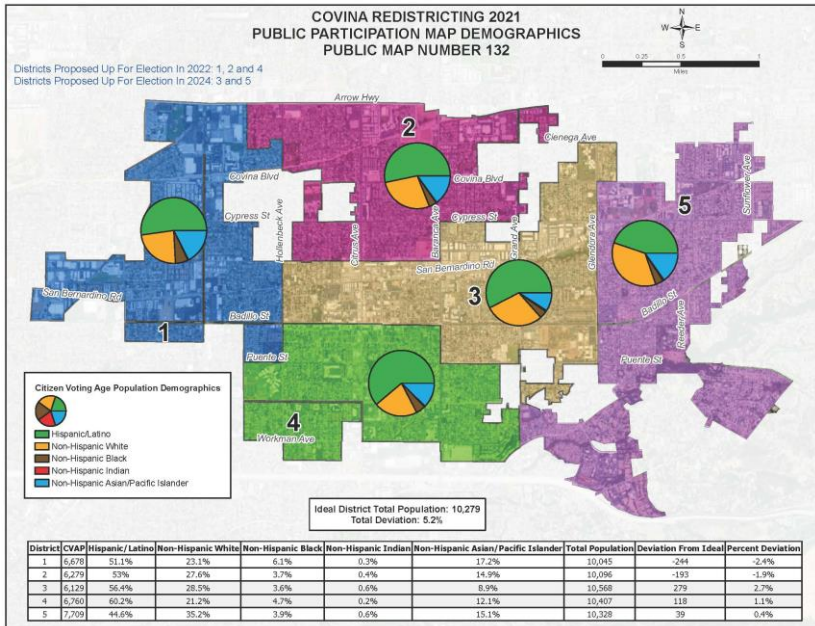 COVINA REDISTRICTING 2021
PUBLIC PARTICIPATION MAP DEMOGRAPHICS
PUBLIC MAP NUMBER 132
N
W E
S
0 0.25 0.5 1
Miles
Districts Proposed Up For Election In 2022: 1, 2 and 4
Districts Proposed Up For Election In 2024: 3 and 5
Arrow Hwy
2
Cienega Ave
Covina Blvd
Covina Blvd
Cypress St
Cypress St
Hollenbeck Ave
Citrus Ave
Barranca Ave
Grand Ave
Glendora Ave
Sunflower Ave
5
San Bernardino Rd
San Bernardino Rd
3
Badillo St
Badillo St
Reeder Ave
1
Puente St
Puente St
4
Workman Ave
Citizen Voting Age Population Demographics
Hispanic/Latino
Non-Hispanic White
Non-Hispanic Black
Non-Hispanic Indian
Non-Hispanic Asian/Pacific Islander
Ideal District Total Population: 10,279
Total Deviation: 5.2%
District CVAP Hispanic/Latino Non-Hispanic White Non-Hispanic Black Non-Hispanic Indian Non-Hispanic Asian/Pacific Islander Total Population Deviation From Ideal Percent Deviation
1 6,678 51.1% 23.1% 6.1% 0.3% 17.2% 10,045 -244 -2.4%
2 6,279 53% 27.6% 3.7% 0.4% 14.9% 10,096 -193 -1.9%
3 6,129 56.4% 28.5% 3.6% 0.6% 8.9% 10,568 279 2.7%
4 6,760 60.2% 21.2% 4.7% 0.2% 12.1% 10,407 118 1.1%
5 7,709 44.6% 35.2% 3.9% 0.6% 15.1% 10,328 39 0.4%